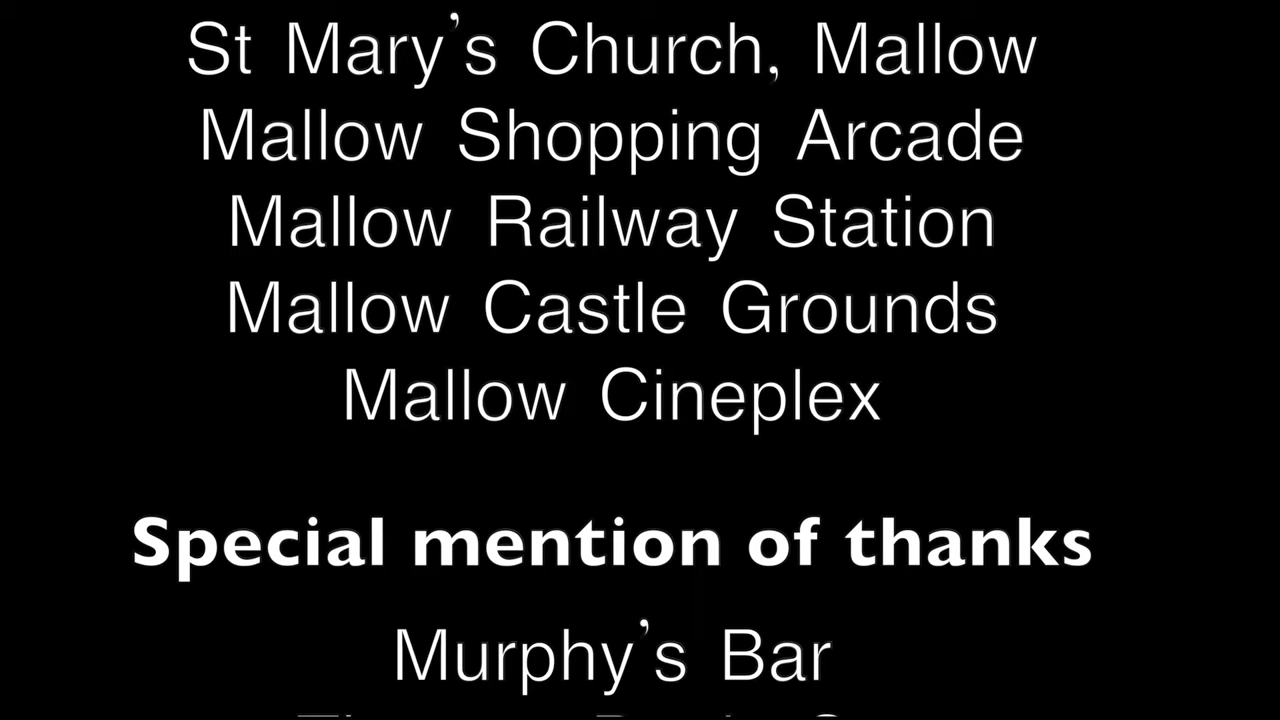 St Mary’s Church, Mallow
Mallow Shopping Arcade
Mallow Railway Station
Mallow Castle Grounds
Mallow Cineplex
Special mention of thanks
Murphy’s Bar